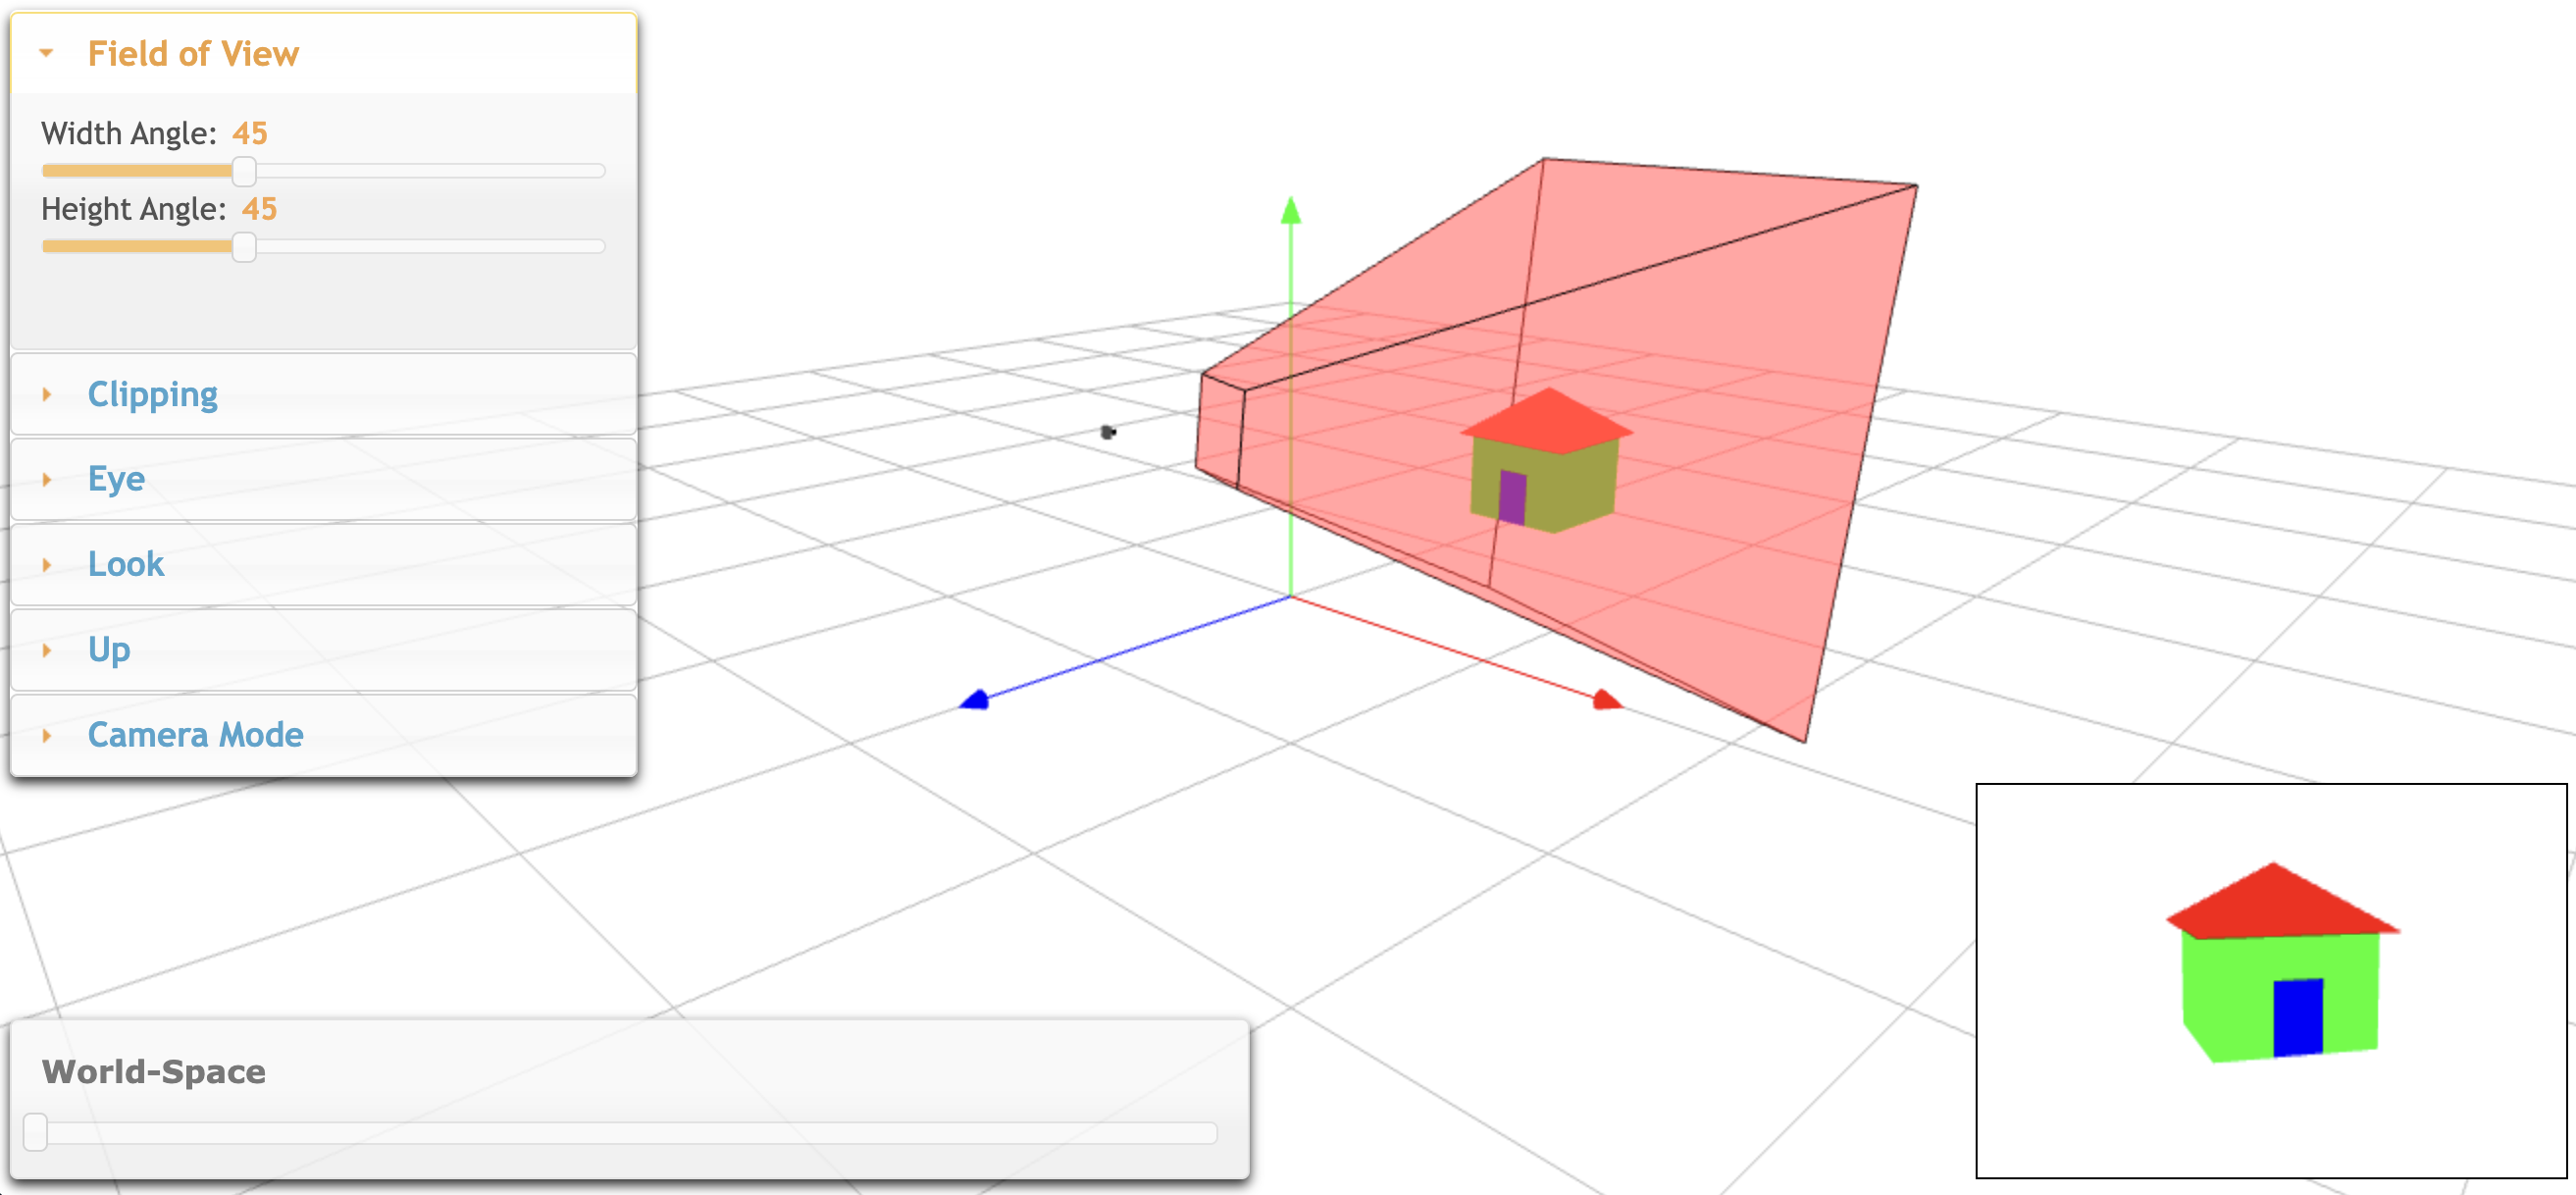 Field of View
Width Angle: 45
Height Angle: 45
Clipping
Eye
Look
Up
Camera Mode
World-Space